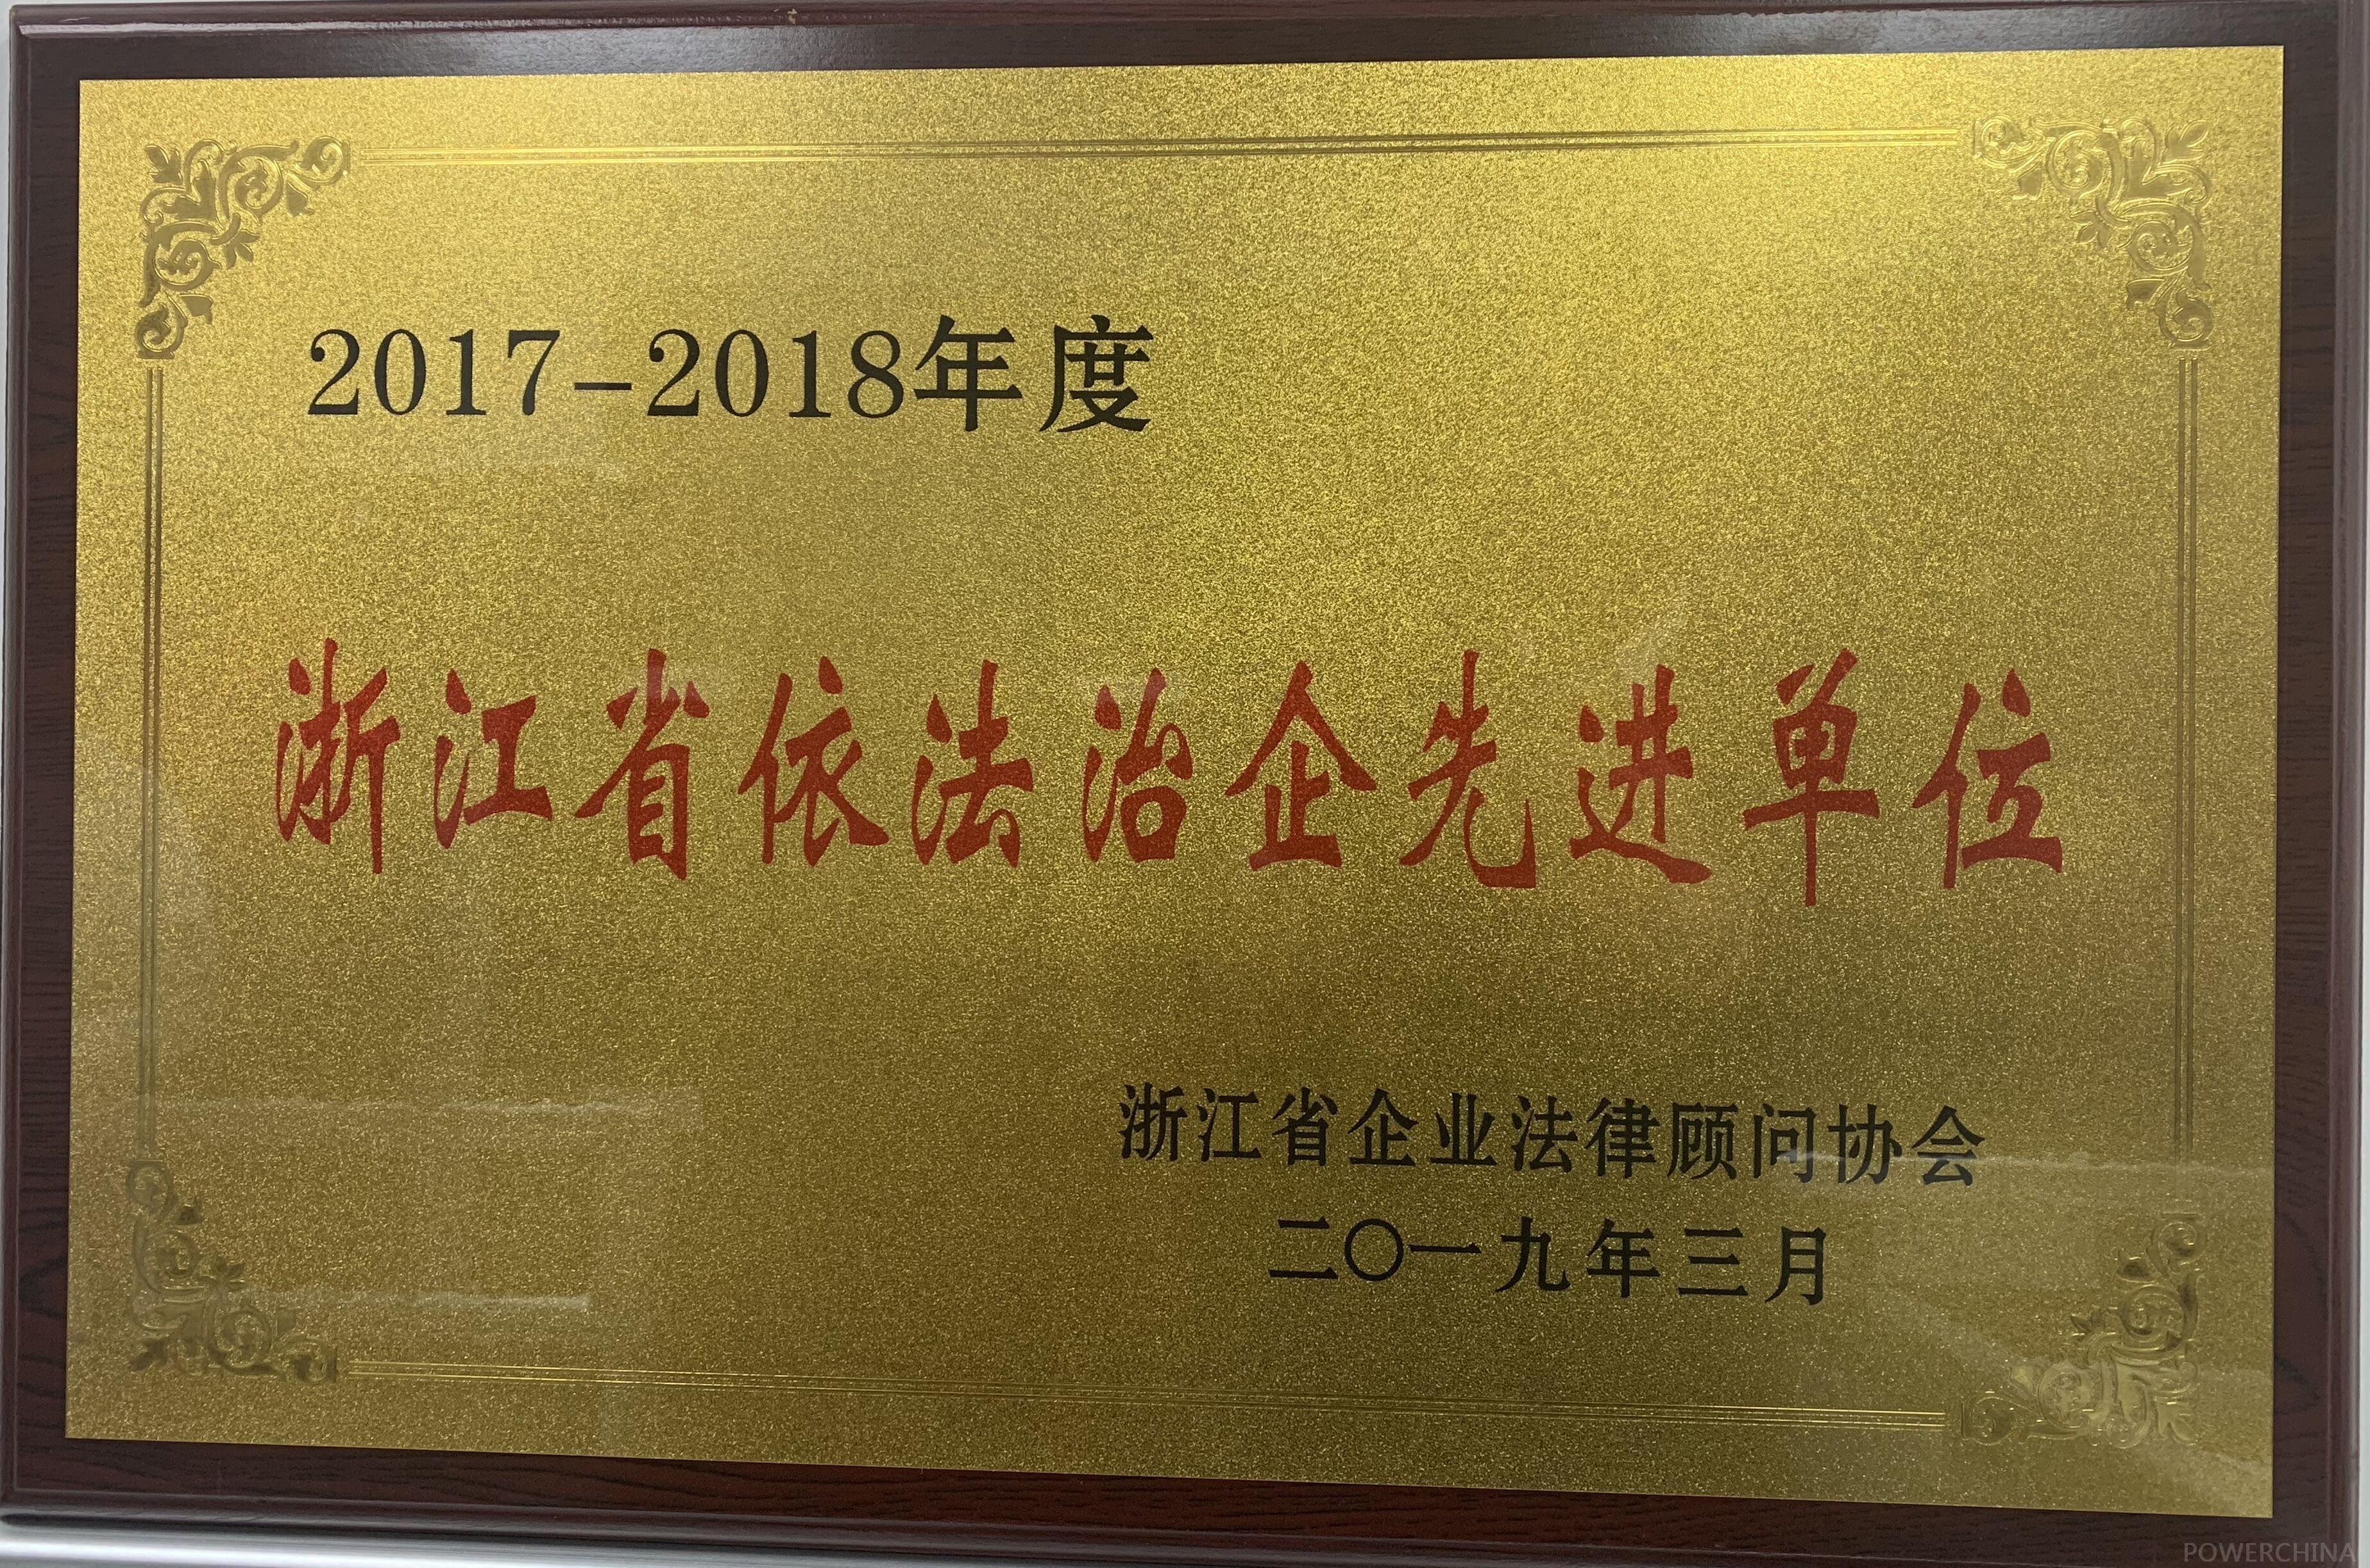 2017-2018年度
浙江省依法治企先进单位
浙江省企业法律顾问协会
二〇一九年三月
POWERCHINA